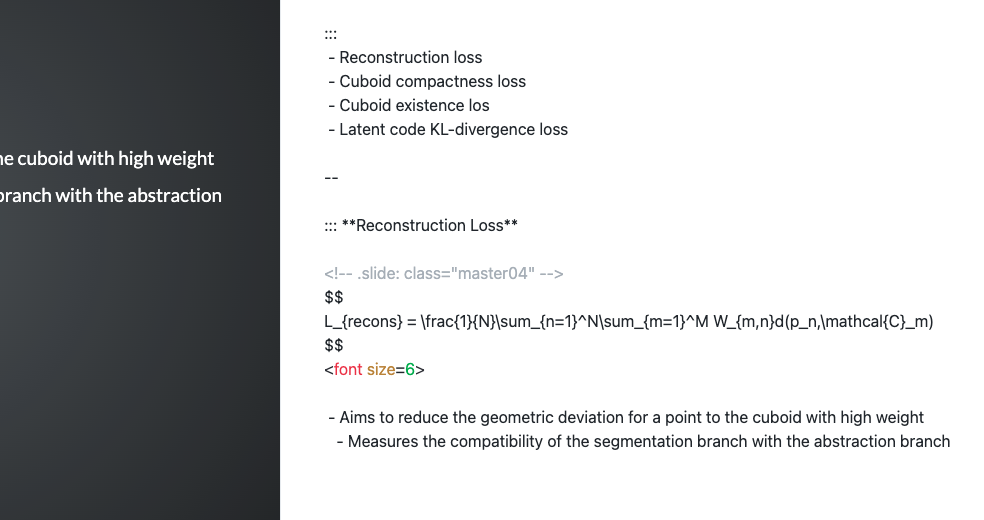 he cuboid with high weight
branch with the abstraction
:::
- Reconstruction loss
- Cuboid compactness loss
- Cuboid existence los
- Latent code KL-divergence loss
--
::: **Reconstruction Loss**
<!-- .slide: class="master04" -->
$$
L_{recons} = \frac{1}{N}\sum_{n=1}^N\sum_{m=1}^M W_{m,n}d(p_n,\mathcal{C}_m)
$$
<font size=6>
- Aims to reduce the geometric deviation for a point to the cuboid with high weight
- Measures the compatibility of the segmentation branch with the abstraction branch